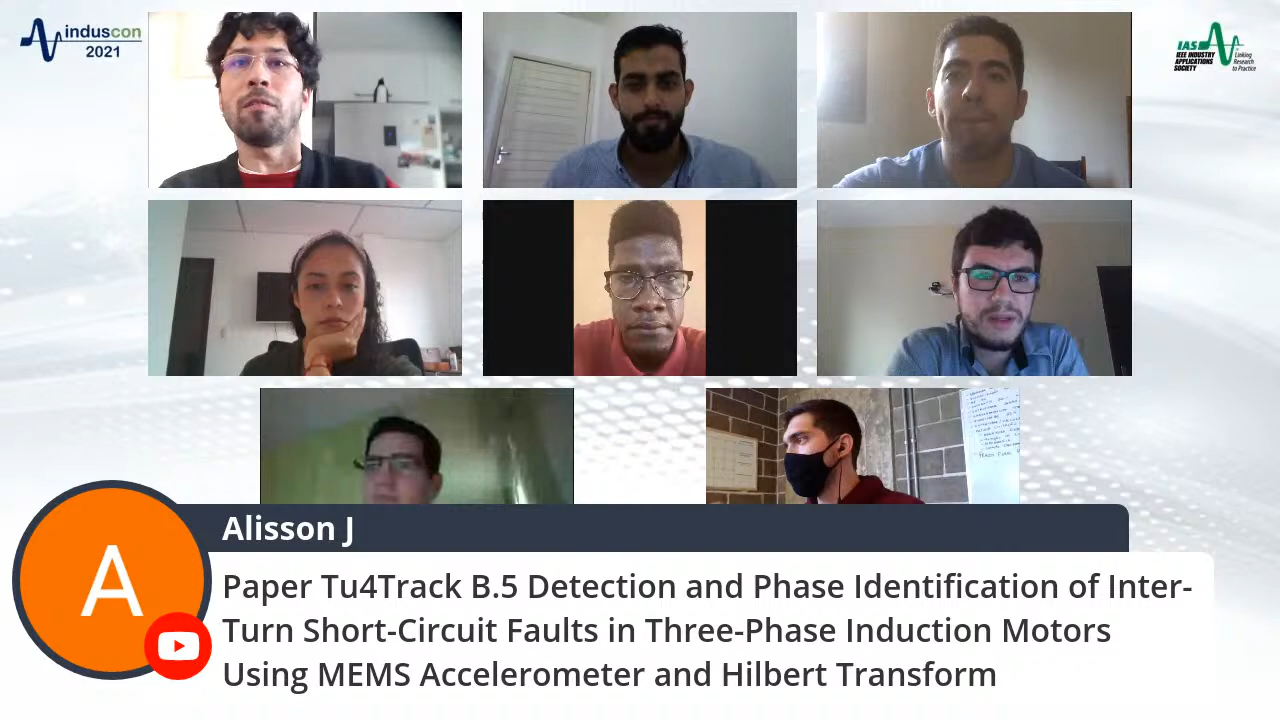 induscon
2021
IAS
IEEE INDUSTRY
APPLICATIONS
SOCIETY
Linking
Research
to Practice
A
Alisson J
Paper Tu4Track B.5 Detection and Phase Identification of Inter-
Turn Short-Circuit Faults in Three-Phase Induction Motors
Using MEMS Accelerometer and Hilbert Transform